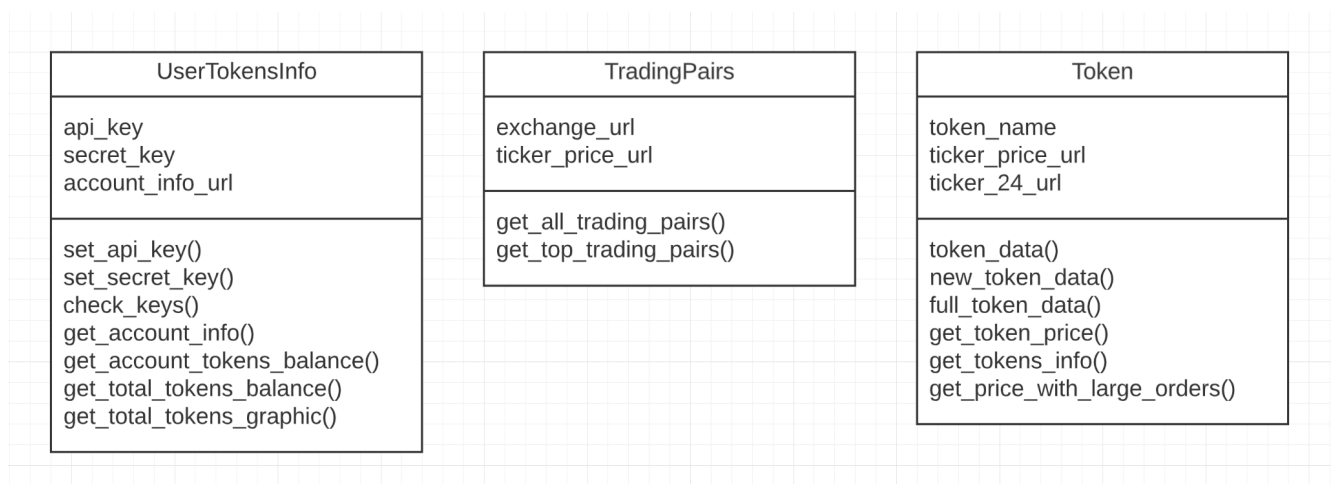 UserTokensInfo
api_key
secret_key
account_info_url
set_api_key()
set_secret_key()
check_keys()
get_account_info()
get_account_tokens_balance()
get_total_tokens_balance()
get_total_tokens_graphic()
TradingPairs
exchange_url
ticker_price_url
get_all_trading_pairs()
get_top_trading_pairs()
Token
token_name
ticker_price_url
ticker_24_url
token_data()
new_token_data()
full_token_data()
get_token_price()
get_tokens_info()
get_price_with_large_orders()